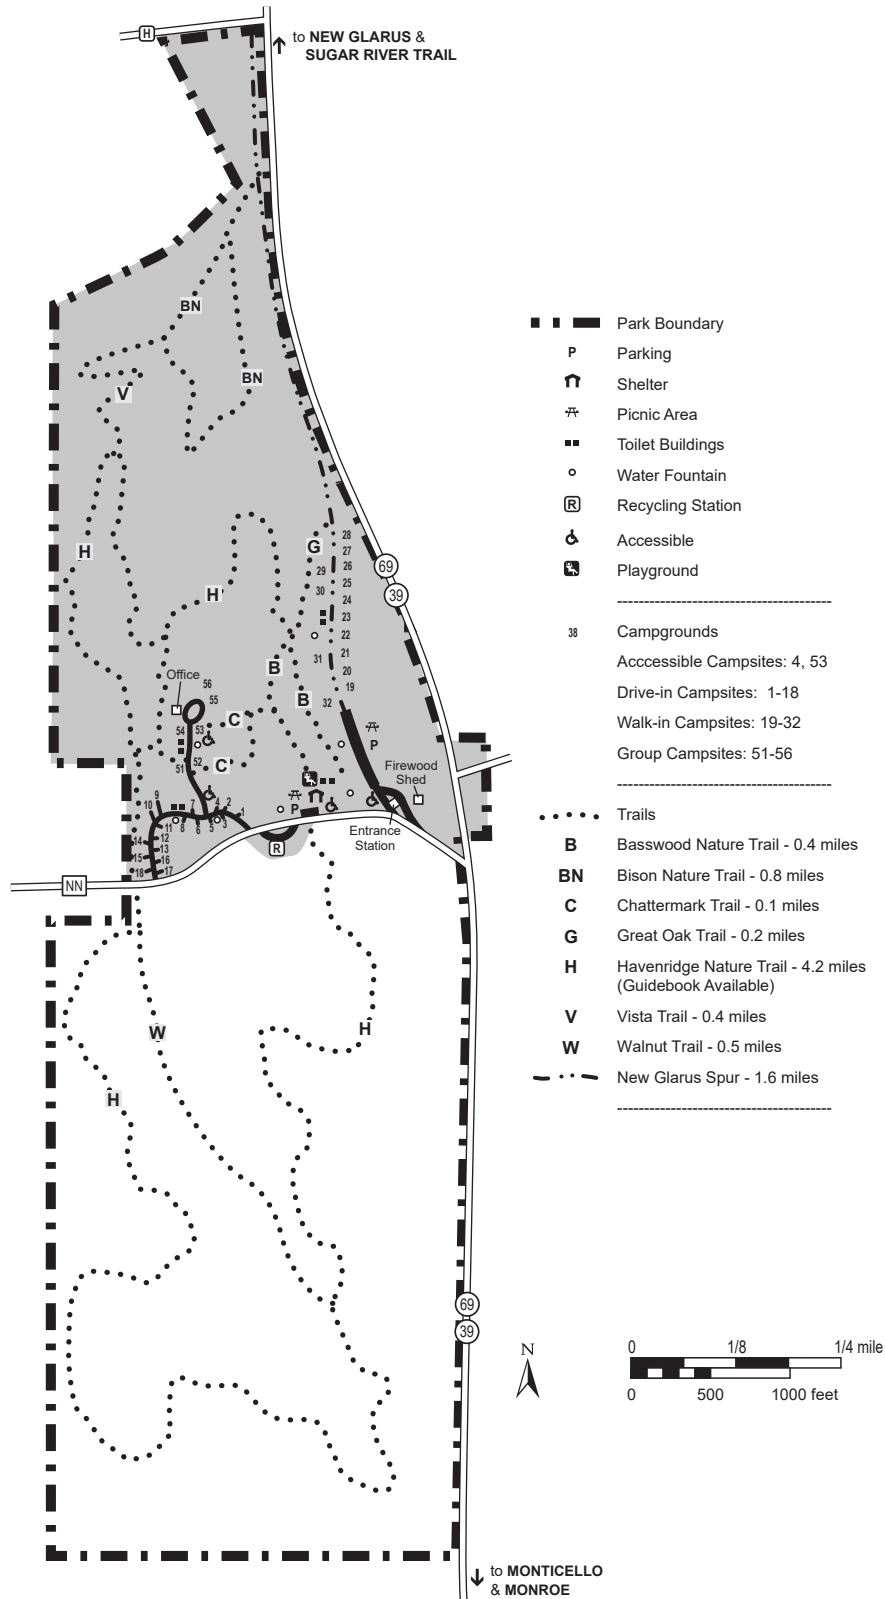 H
to NEW GLARUS &
SUGAR RIVER TRAIL
BN
BN
V
H
G
H
28
27
29
26
25
30
24
23
22
31
21
20
19
32
69
39
B
B
Office
56
55
C
54
53
52
51
C
P
Firewood
Shed
P
Entrance
Station
R
9
10
7
4
2
1
11
8
6
5
3
12
14
13
15
16
18
17
NN
W
H
H
69
39
to MONTICELLO
& MONROE
Park Boundary
P Parking
Shelter
Picnic Area
Toilet Buildings
Water Fountain
R Recycling Station
Accessible
Playground
----------------------------------------
38 Campgrounds
Acccessible Campsites: 4, 53
Drive-in Campsites: 1-18
Walk-in Campsites: 19-32
Group Campsites: 51-56
----------------------------------------
Trails
B Basswood Nature Trail - 0.4 miles
BN Bison Nature Trail - 0.8 miles
C Chattermark Trail - 0.1 miles
G Great Oak Trail - 0.2 miles
H Havenridge Nature Trail - 4.2 miles
(Guidebook Available)
V Vista Trail - 0.4 miles
W Walnut Trail - 0.5 miles
New Glarus Spur - 1.6 miles
----------------------------------------
N
0 1/8 1/4 mile
0 500 1000 feet